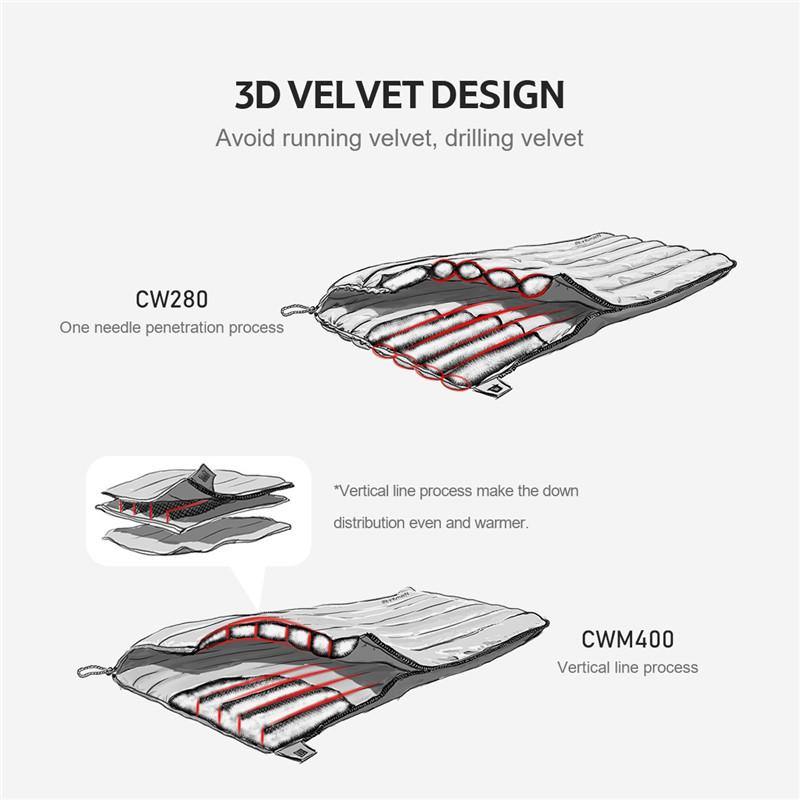 3D VELVET DESIGN
Avoid running velvet, drilling velvet
CW280
One needle penetration process
*Vertical line process make the down
distribution even and warmer.
CWM400
Vertical line process